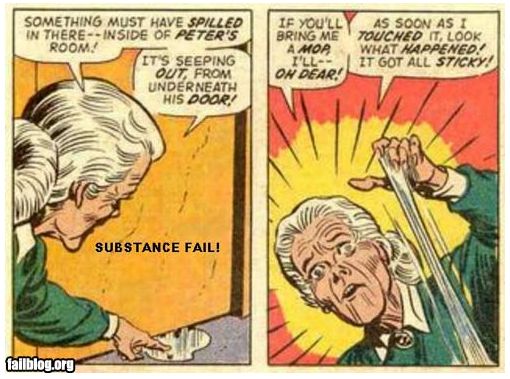 SOMETHING MUST HAVE SPILLED
IN THERE--INSIDE OF PETER'S
ROOM!
IT'S SEEPING
OUT, FROM
UNDERNEATH
HIS DOOR!
SUBSTANCE FAIL!
IF YOU'LL
BRING ME
A MOP,
I'LL--
OH DEAR!
AS SOON AS I
TOUCHED IT, LOOK
WHAT HAPPENED!
IT GOT ALL STICKY!
failblog.org